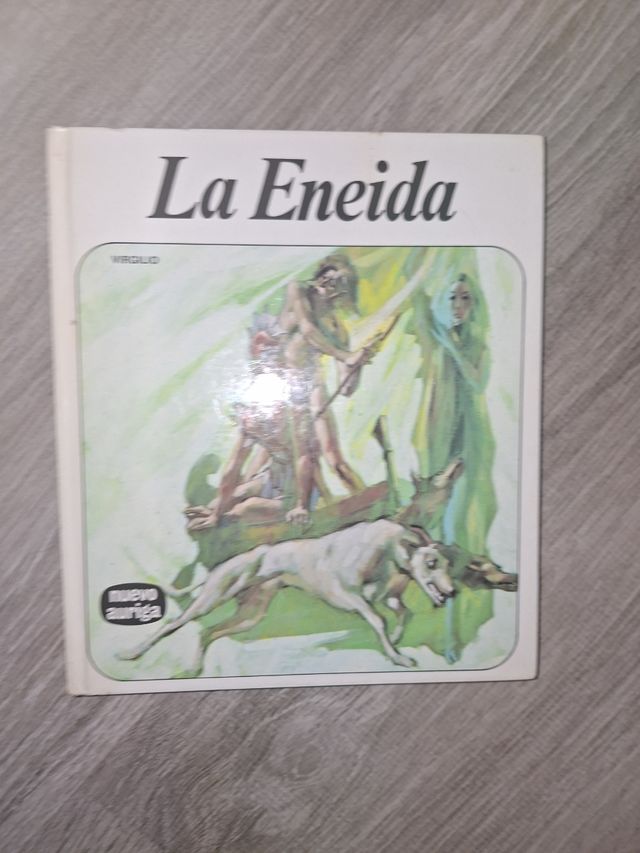 La Eneida
VIRGILIO
nuevo
auriga